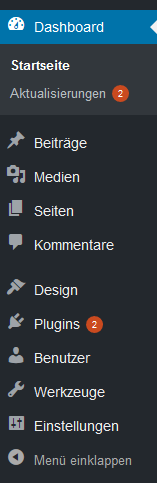 Dashboard
Startseite
Aktualisierungen 2
Beiträge
Medien
Seiten
Kommentare
Design
Plugins 2
Benutzer
Werkzeuge
Einstellungen
Menü einklappen